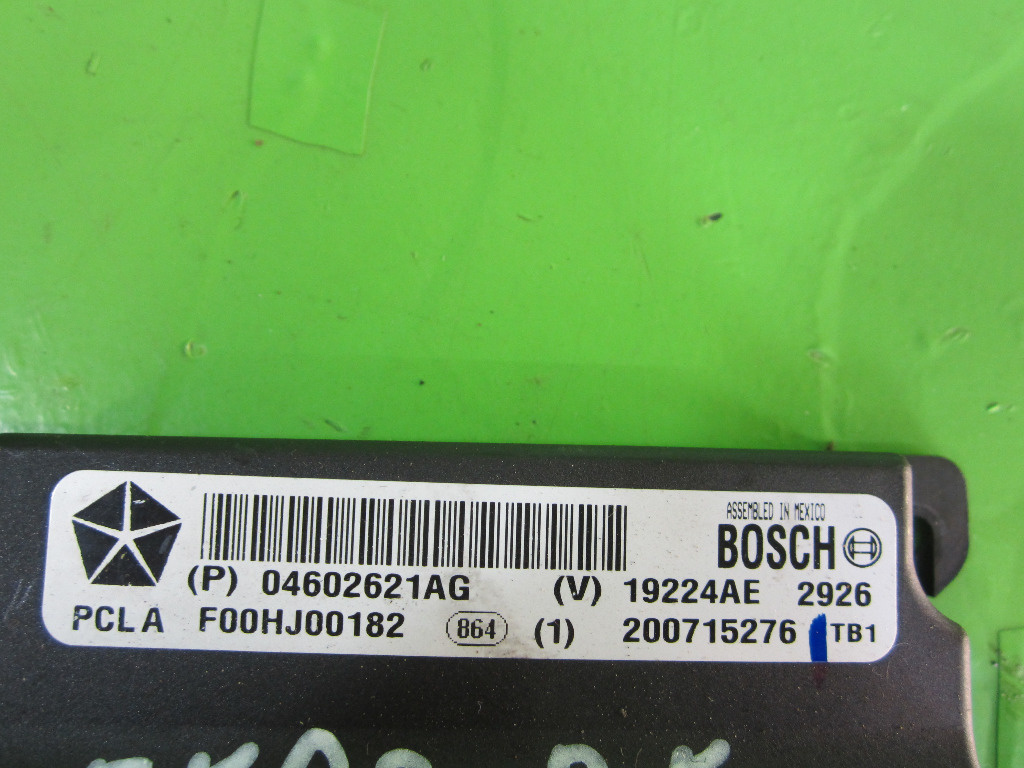 ASSEMBLED IN MEXICO
BOSCH
(P) 04602621AG (V) 19224AE 2926
PCLA F00HJ00182 864 (1) 200715276 TB1